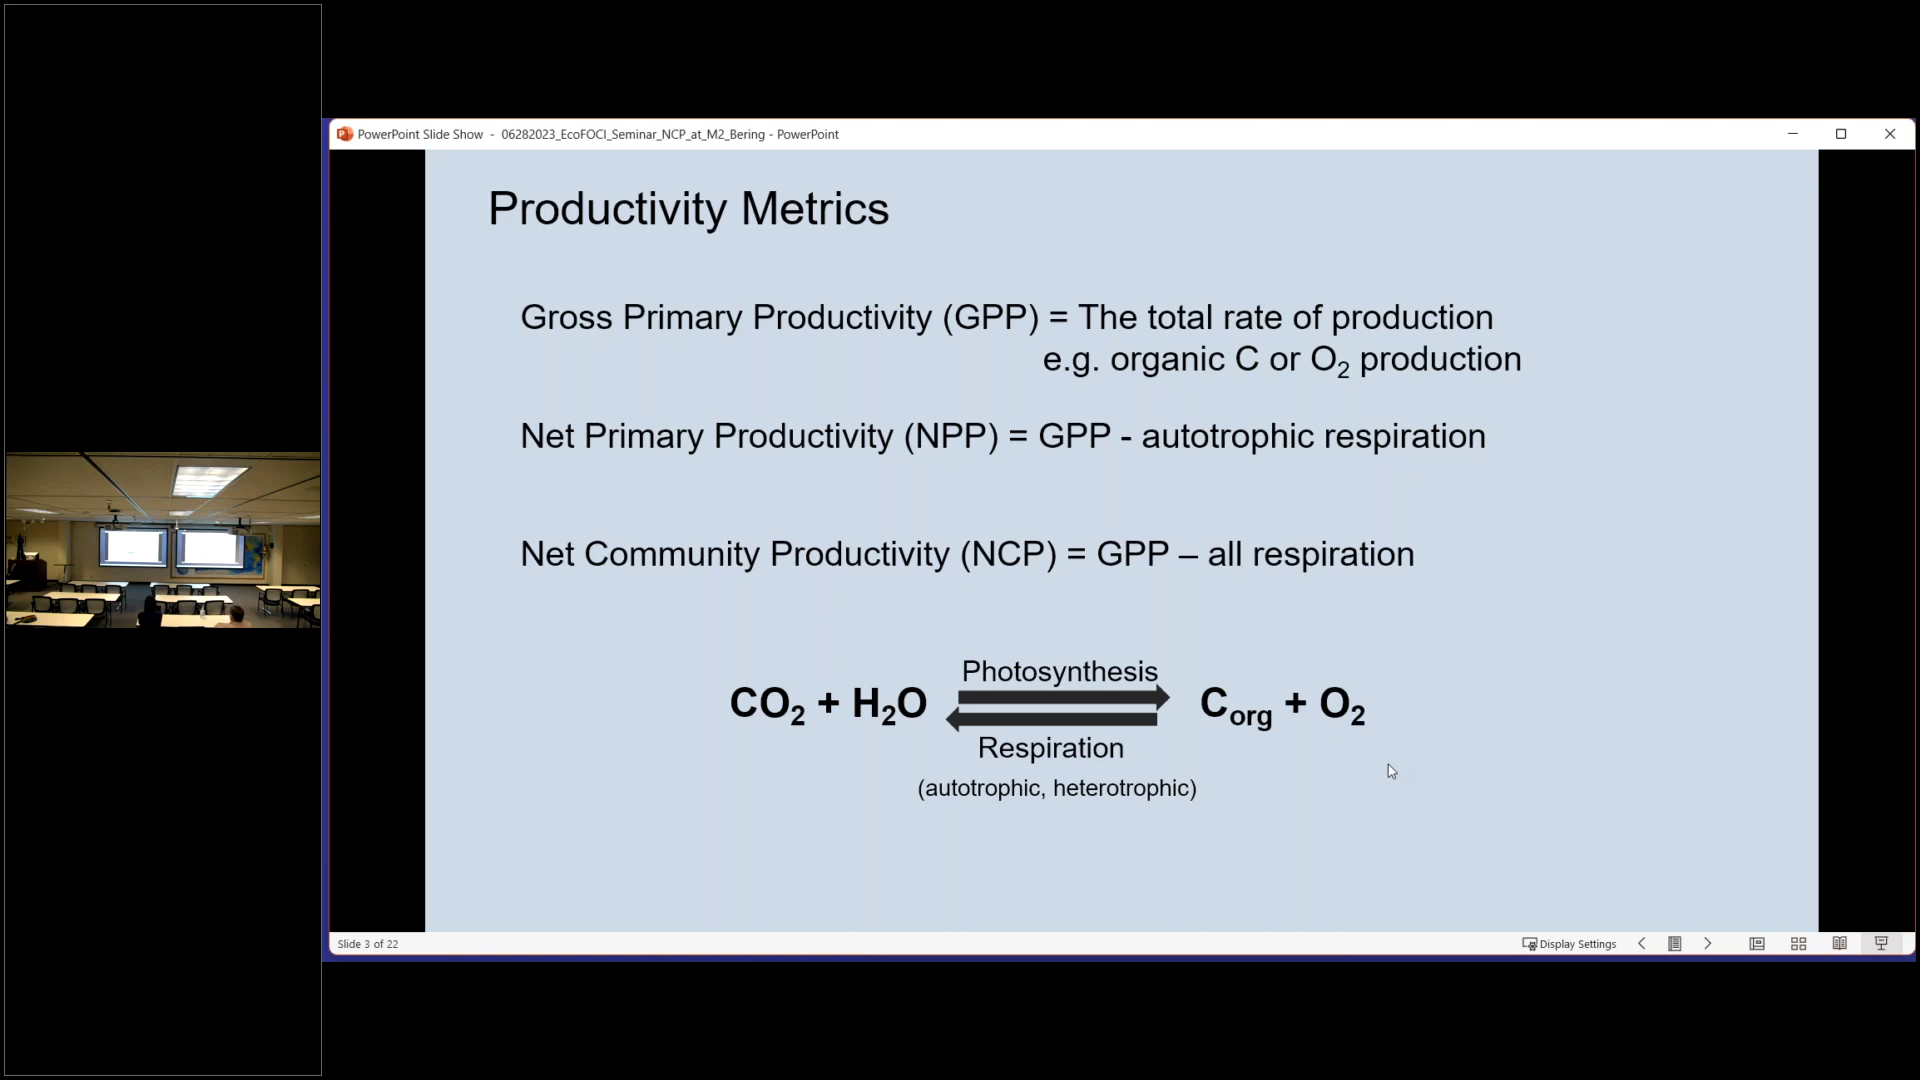 PowerPoint Slide Show - 06282023_EcoFOCI_Seminar_NCP_at_M2_Bering - PowerPoint
Productivity Metrics
Gross Primary Productivity (GPP) = The total rate of production
e.g. organic C or O₂ production
Net Primary Productivity (NPP) = GPP - autotrophic respiration
Net Community Productivity (NCP) = GPP – all respiration
Photosynthesis
CO₂ + H₂O
C_org + O₂
Respiration
(autotrophic, heterotrophic)
Slide 3 of 22
Display Settings